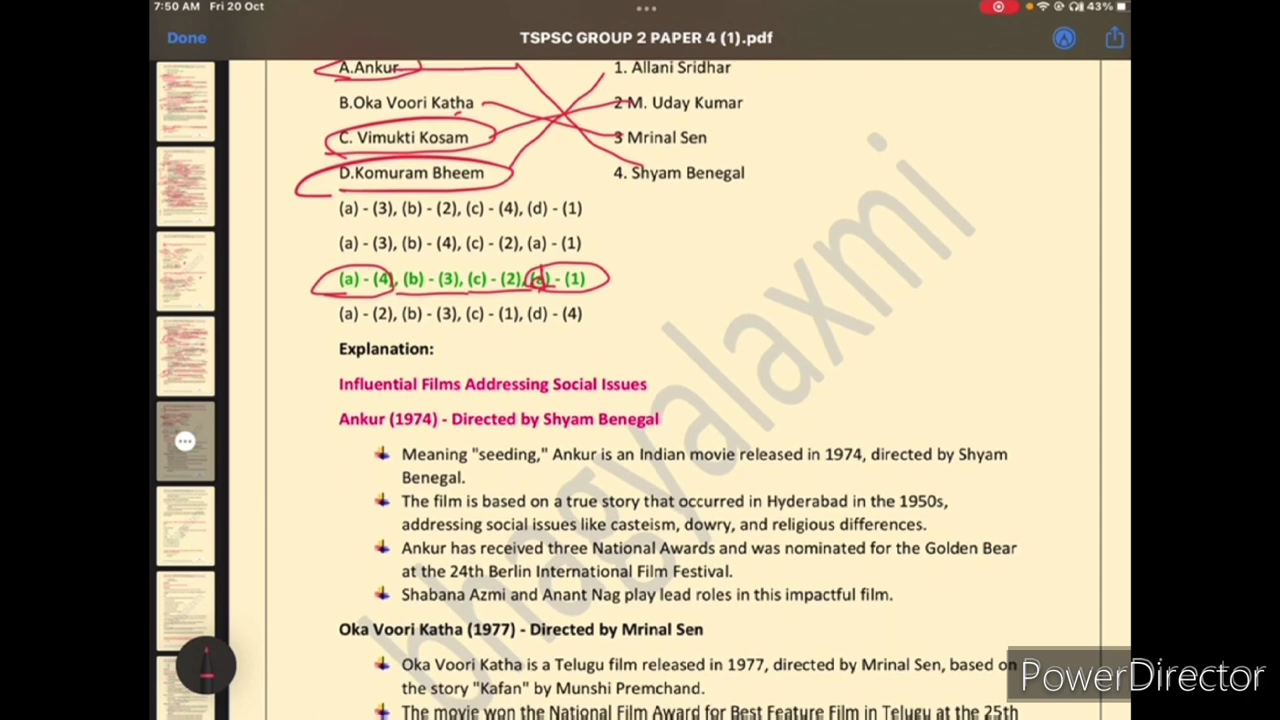 7:50 AM Fri 20 Oct
43%
Done
TSPSC GROUP 2 PAPER 4 (1).pdf
A.Ankur 1. Allani Sridhar
B.Oka Voori Katha 2 M. Uday Kumar
C. Vimukti Kosam 3 Mrinal Sen
D.Komuram Bheem 4. Shyam Benegal
(a) - (3), (b) - (2), (c) - (4), (d) - (1)
(a) - (3), (b) - (4), (c) - (2), (a) - (1)
(a) - (4), (b) - (3), (c) - (2), (d) - (1)
(a) - (2), (b) - (3), (c) - (1), (d) - (4)
Explanation:
Influential Films Addressing Social Issues
Ankur (1974) - Directed by Shyam Benegal
Meaning "seeding," Ankur is an Indian movie released in 1974, directed by Shyam
Benegal.
The film is based on a true story that occurred in Hyderabad in the 1950s,
addressing social issues like casteism, dowry, and religious differences.
Ankur has received three National Awards and was nominated for the Golden Bear
at the 24th Berlin International Film Festival.
Shabana Azmi and Anant Nag play lead roles in this impactful film.
Oka Voori Katha (1977) - Directed by Mrinal Sen
Oka Voori Katha is a Telugu film released in 1977, directed by Mrinal Sen, based on
the story "Kafan" by Munshi Premchand.
The movie won the National Film Award for Best Feature Film in Telugu at the 25th
bhagyalaxmi
PowerDirector